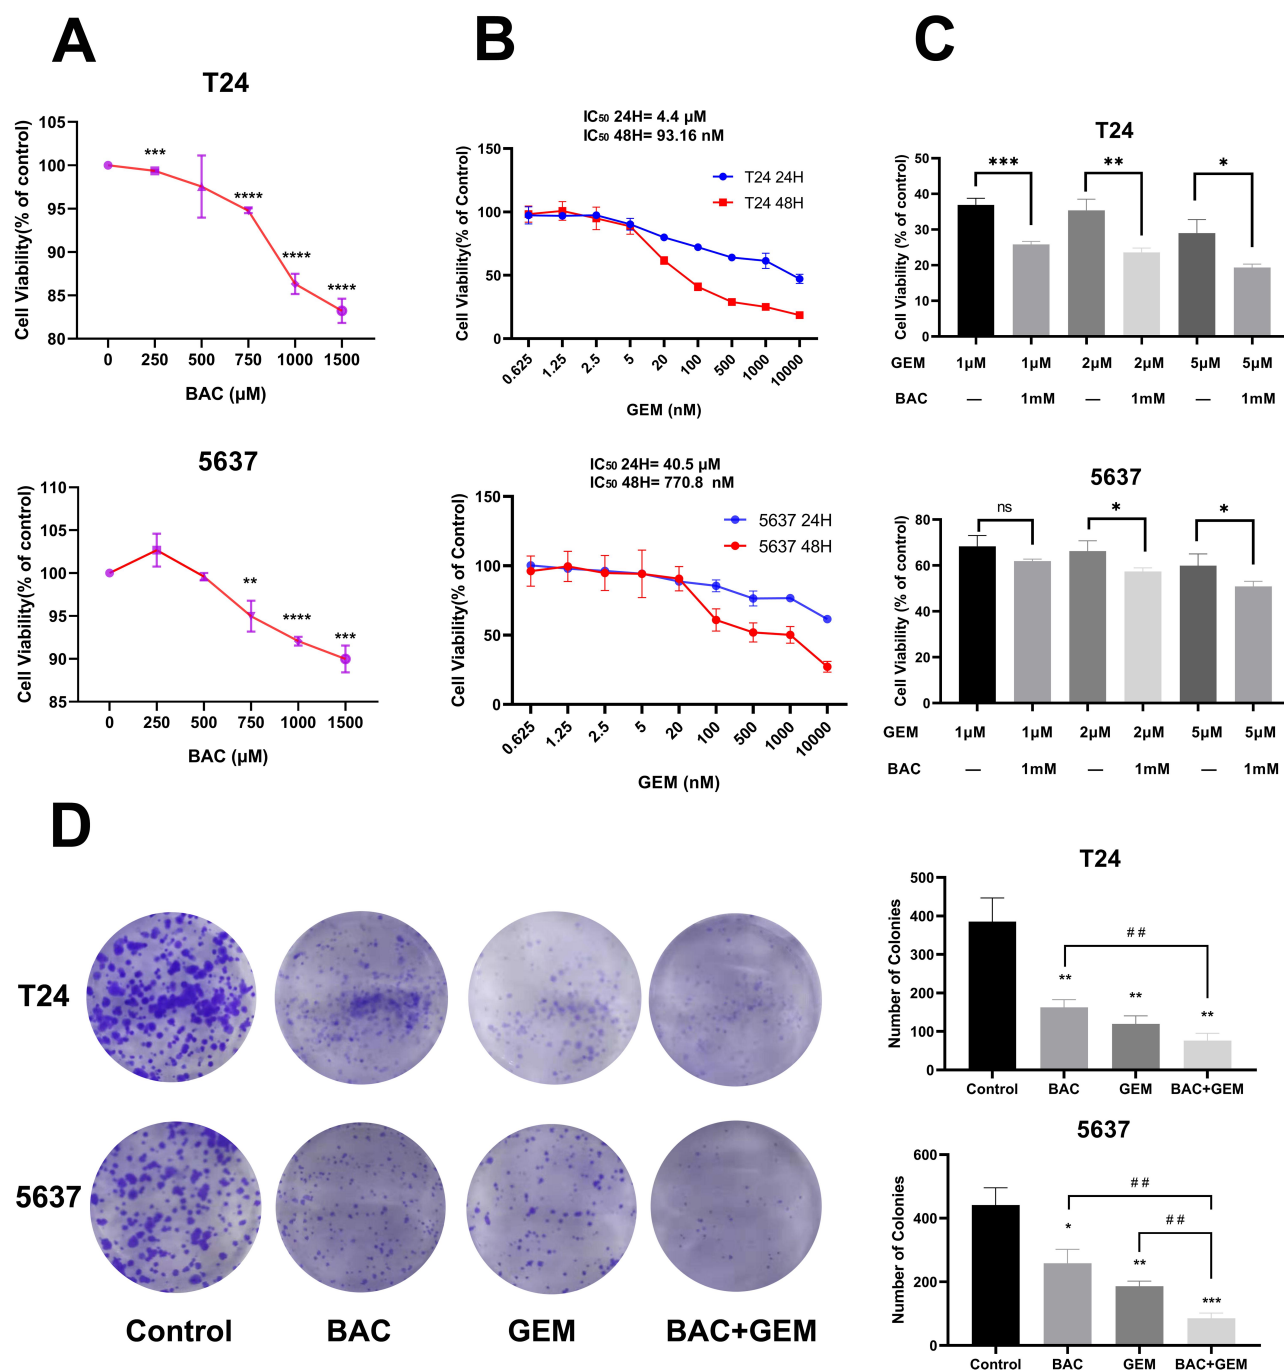 A
T24
Cell Viability(% of control)
105
100
95
90
85
80
***
****
****
****
0 250 500 750 1000 1500
BAC (μM)
5637
Cell Viability(% of control)
110
105
100
95
90
85
**
****
***
0 250 500 750 1000 1500
BAC (μM)
B
IC50 24H= 4.4 μM
IC50 48H= 93.16 nM
T24 24H
T24 48H
Cell Viability(% of Control)
150
100
50
0
0.625 1.25 2.5 5 20 100 500 1000 10000
GEM (nM)
IC50 24H= 40.5 μM
IC50 48H= 770.8 nM
5637 24H
5637 48H
Cell Viability(% of Control)
150
100
50
0
0.625 1.25 2.5 5 20 100 500 1000 10000
GEM (nM)
C
T24
Cell Viability (% of control)
50
40
30
20
10
0
*** ** *
GEM 1μM 1μM 2μM 2μM 5μM 5μM
BAC — 1mM — 1mM — 1mM
5637
Cell Viability (% of control)
80
60
40
20
0
ns * *
GEM 1μM 1μM 2μM 2μM 5μM 5μM
BAC — 1mM — 1mM — 1mM
D
T24
5637
Control BAC GEM BAC+GEM
T24
Number of Colonies
500
400
300
200
100
0
##
**
**
**
Control BAC GEM BAC+GEM
5637
Number of Colonies
600
400
200
0
##
##
*
**
***
Control BAC GEM BAC+GEM